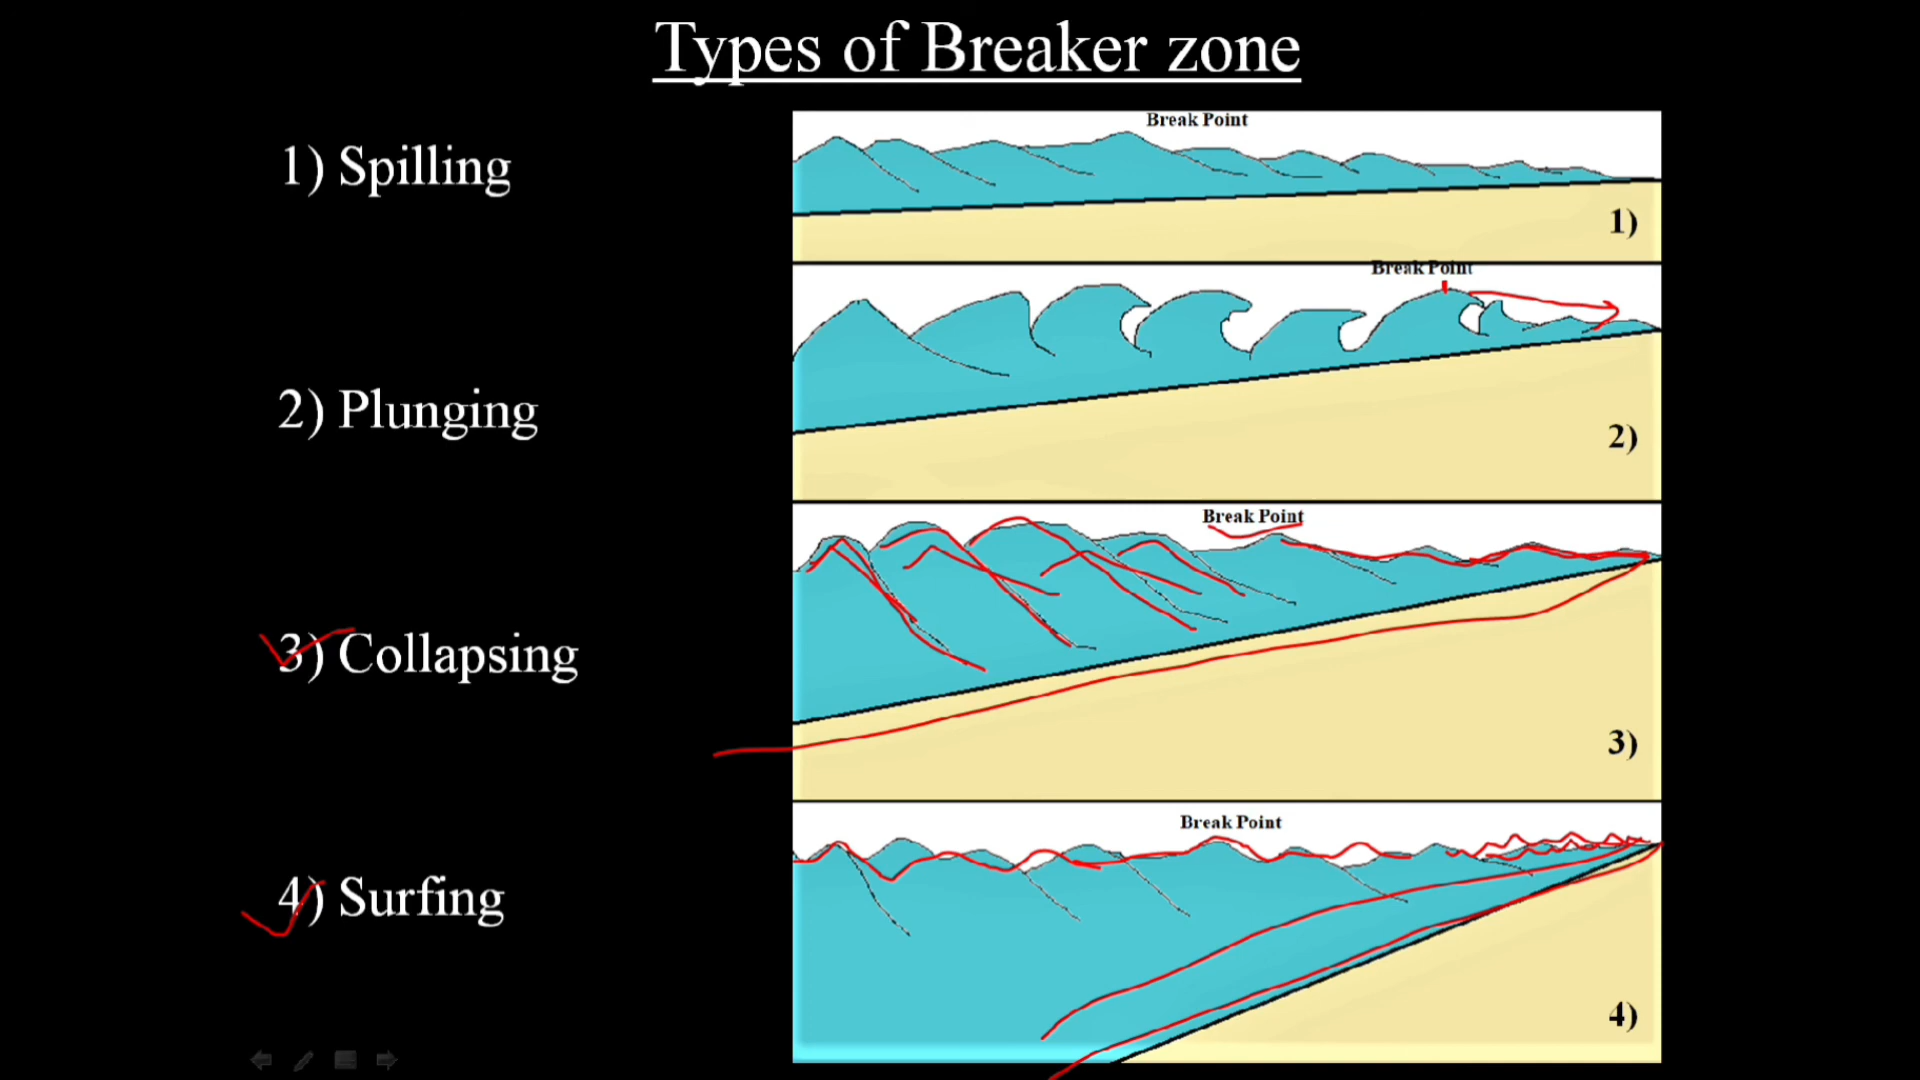 Types of Breaker zone
1) Spilling
Break Point
1)
Break Point
2) Plunging
2)
Break Point
3) Collapsing
3)
Break Point
4) Surfing
4)